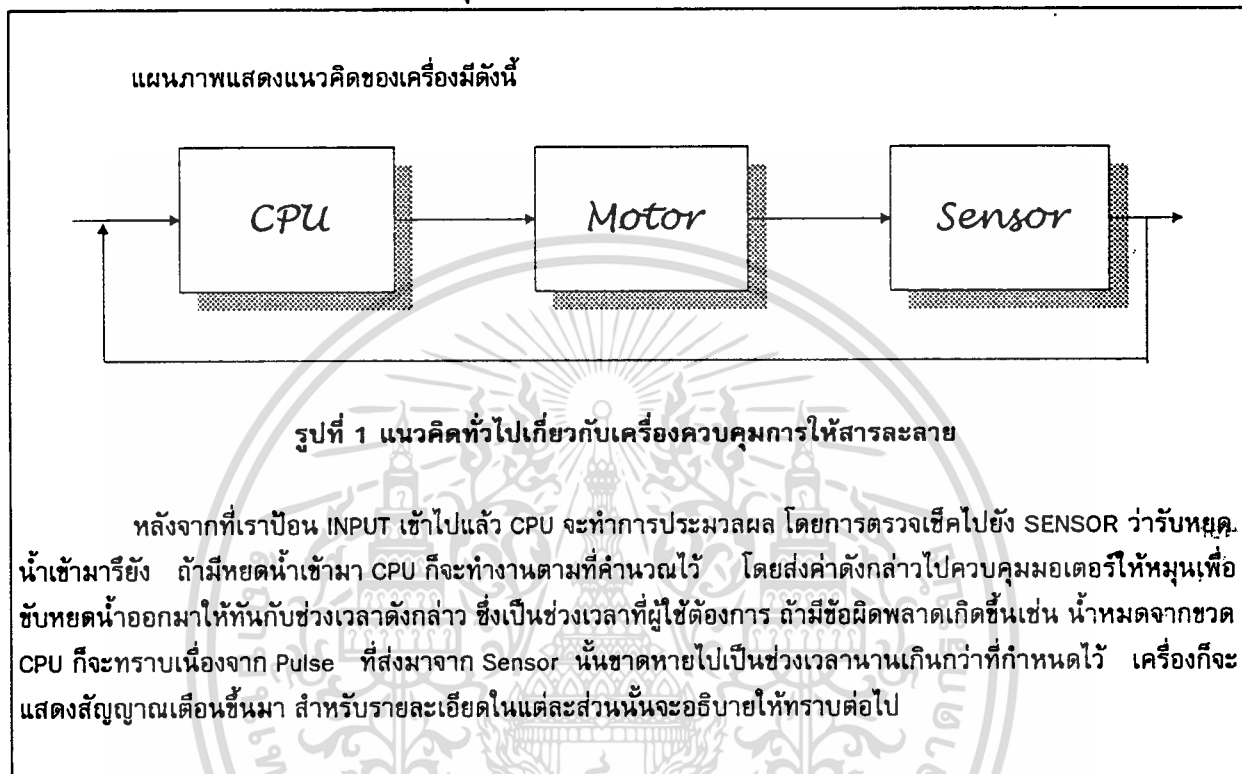 แผนภาพแสดงแนวคิดของเครื่องมีดังนี้
CPU
Motor
Sensor
รูปที่ 1 แนวคิดทั่วไปเกี่ยวกับเครื่องควบคุมการให้สารละลาย
หลังจากที่เราป้อน INPUT เข้าไปแล้ว CPU จะทำการประมวลผล โดยการตรวจเช็คไปยัง SENSOR ว่ารับหยุด
น้ำเข้ามารึยัง ถ้ามีหยดน้ำเข้ามา CPU ก็จะทำงานตามที่คำนวณไว้ โดยส่งค่าดังกล่าวไปควบคุมมอเตอร์ให้หมุนเพื่อ
ขับหยดน้ำออกมาให้ทันกับช่วงเวลาดังกล่าว ซึ่งเป็นช่วงเวลาที่ผู้ใช้ต้องการ ถ้ามีข้อผิดพลาดเกิดขึ้นเช่น น้ำหมดจากขวด
CPU ก็จะทราบเนื่องจาก Pulse ที่ส่งมาจาก Sensor นั้นขาดหายไปเป็นช่วงเวลานานเกินกว่าที่กำหนดไว้ เครื่องก็จะ
แสดงสัญญาณเตือนขึ้นมา สำหรับรายละเอียดในแต่ละส่วนนั้นจะอธิบายให้ทราบต่อไป